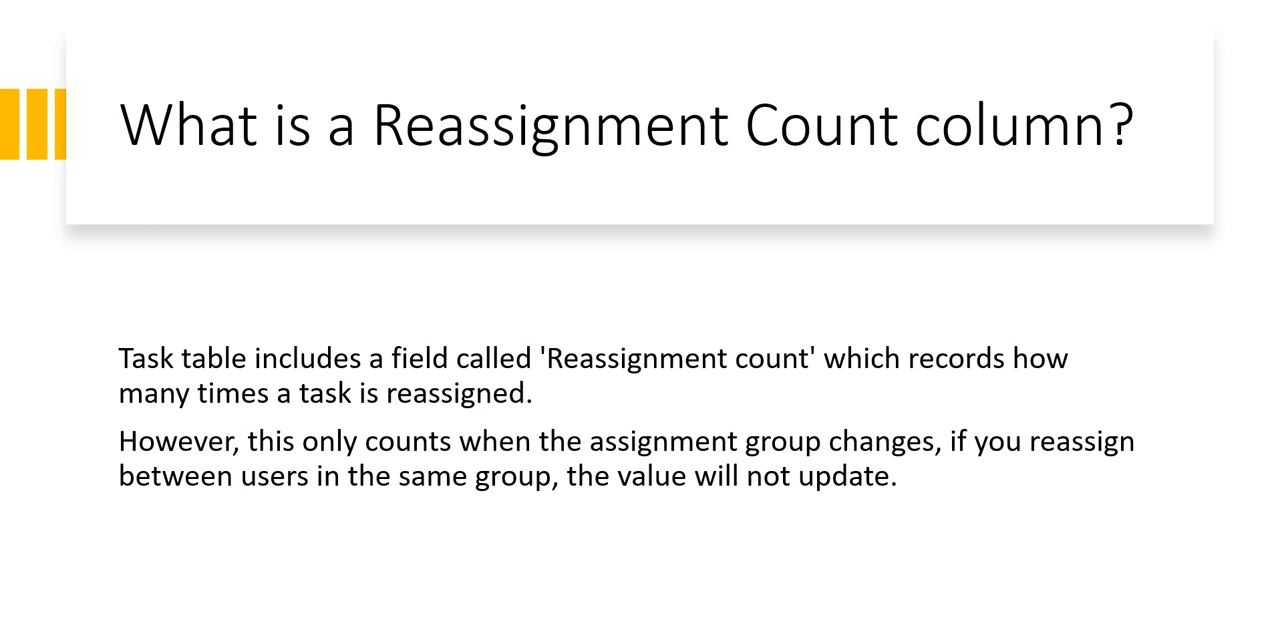 What is a Reassignment Count column?
Task table includes a field called 'Reassignment count' which records how
many times a task is reassigned.
However, this only counts when the assignment group changes, if you reassign
between users in the same group, the value will not update.